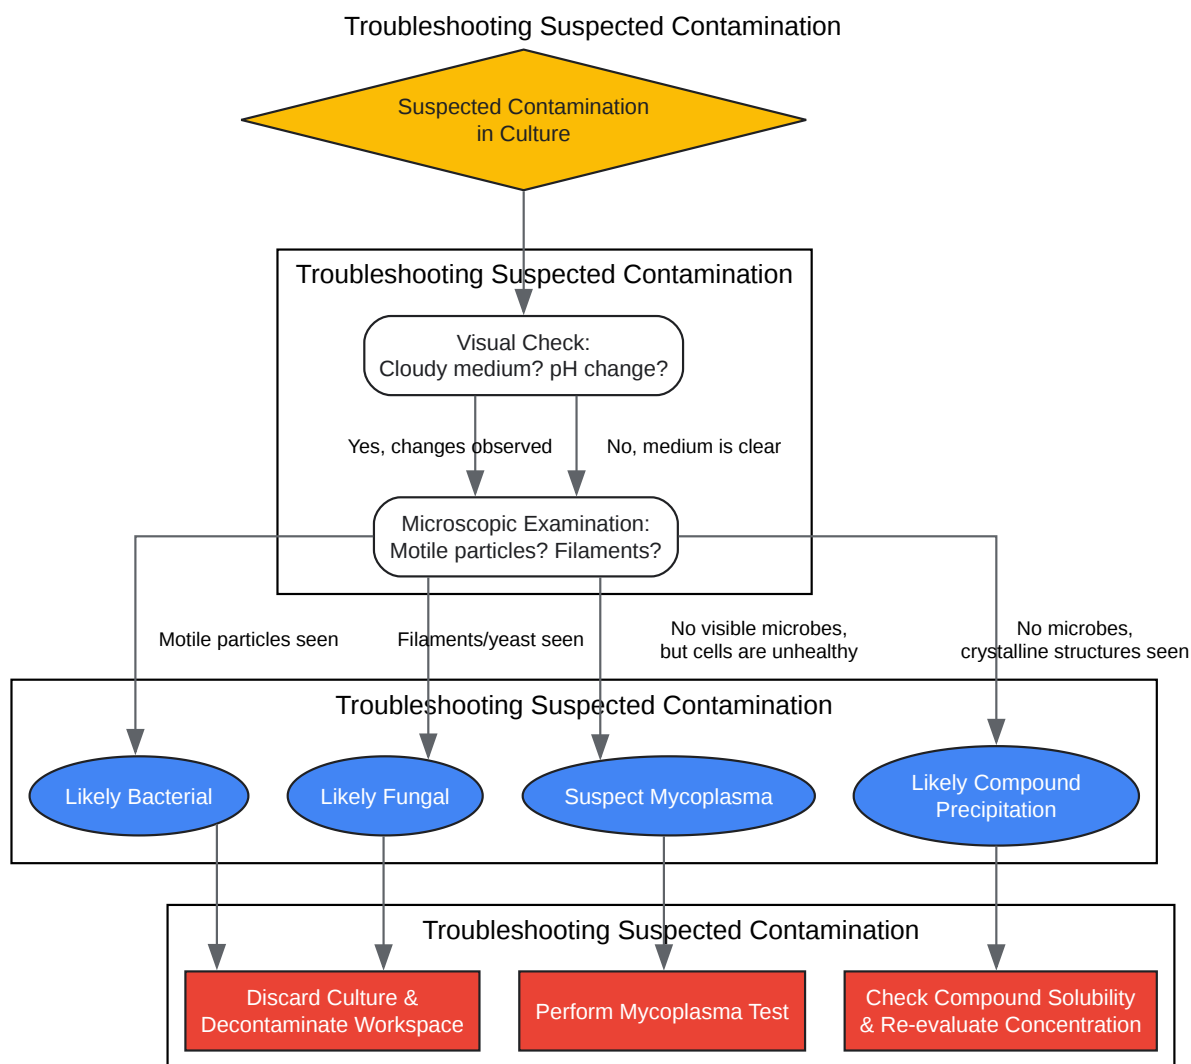 Troubleshooting Suspected Contamination
Suspected Contamination
in Culture
Troubleshooting Suspected Contamination
Visual Check:
Cloudy medium? pH change?
Yes, changes observed
No, medium is clear
Microscopic Examination:
Motile particles? Filaments?
Motile particles seen
Filaments/yeast seen
No visible microbes,
but cells are unhealthy
No microbes,
crystalline structures seen
Troubleshooting Suspected Contamination
Likely Bacterial
Likely Fungal
Suspect Mycoplasma
Likely Compound
Precipitation
Troubleshooting Suspected Contamination
Discard Culture &
Decontaminate Workspace
Perform Mycoplasma Test
Check Compound Solubility
& Re-evaluate Concentration